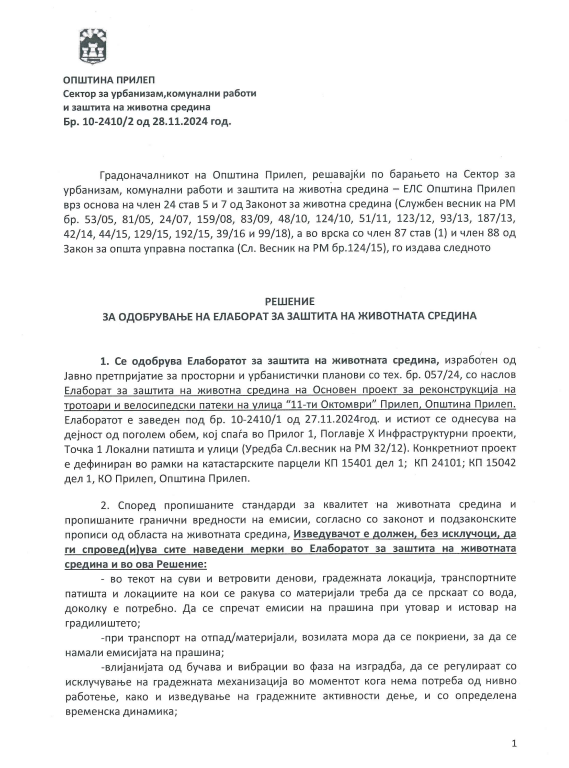 ОПШТИНА ПРИЛЕП
Сектор за урбанизам,комунални работи
и заштита на животна средина
Бр. 10-2410/2 од 28.11.2024 год.
Градоначалникот на Општина Прилеп, решавајќи по барањето на Сектор за
урбанизам, комунални работи и заштита на животна средина – ЕЛС Општина Прилеп
врз основа на член 24 став 5 и 7 од Законот за животна средина (Службен весник на РМ
бр. 53/05, 81/05, 24/07, 159/08, 83/09, 48/10, 124/10, 51/11, 123/12, 93/13, 187/13,
42/14, 44/15, 129/15, 192/15, 39/16 и 99/18), а во врска со член 87 став (1) и член 88 од
Закон за општа управна постапка (Сл. Весник на РМ бр.124/15), го издава следното
РЕШЕНИЕ
ЗА ОДОБРУВАЊЕ НА ЕЛАБОРАТ ЗА ЗАШТИТА НА ЖИВОТНАТА СРЕДИНА
1. Се одобрува Елаборатот за заштита на животната средина, изработен од
Јавно претпријатие за просторни и урбанистички планови со тех. бр. 057/24, со наслов
Елаборат за заштита на животна средина на Основен проект за реконструкција на
тротоари и велосипедски патеки на улица “11-ти Октомври” Прилеп, Општина Прилеп.
Елаборатот е заведен под бр. 10-2410/1 од 27.11.2024год. и истиот се однесува на
дејност од поголем обем, кој спаѓа во Прилог 1, Поглавје X Инфраструктурни проекти,
Точка 1 Локални патишта и улици (Уредба Сл.весник на РМ 32/12). Конкретниот проект
е дефиниран во рамки на катастарските парцели КП 15401 дел 1; КП 24101; КП 15042
дел 1, КО Прилеп, Општина Прилеп.
2. Според пропишаните стандарди за квалитет на животната средина и
пропишаните гранични вредности на емисии, согласно со законот и подзаконските
прописи од областа на животната средина, Изведувачот е должен, без исклучоци, да
ги спровед(и)ува сите наведени мерки во Елаборатот за заштита на животната
средина и во ова Решение:
- во текот на суви и ветровити денови, градежната локација, транспортните
патишта и локациите на кои се ракува со материјали треба да се прскаат со вода,
доколку е потребно. Да се спречат емисии на прашина при утовар и истовар на
градилиштето;
-при транспорт на отпад/материјали, возилата мора да се покриени, за да се
намали емисијата на прашина;
-влијанијата од бучава и вибрации во фаза на изградба, да се регулираат со
исклучување на градежната механизација во моментот кога нема потреба од нивно
работење, како и изведување на градежните активности дење, и со определена
временска динамика;
1